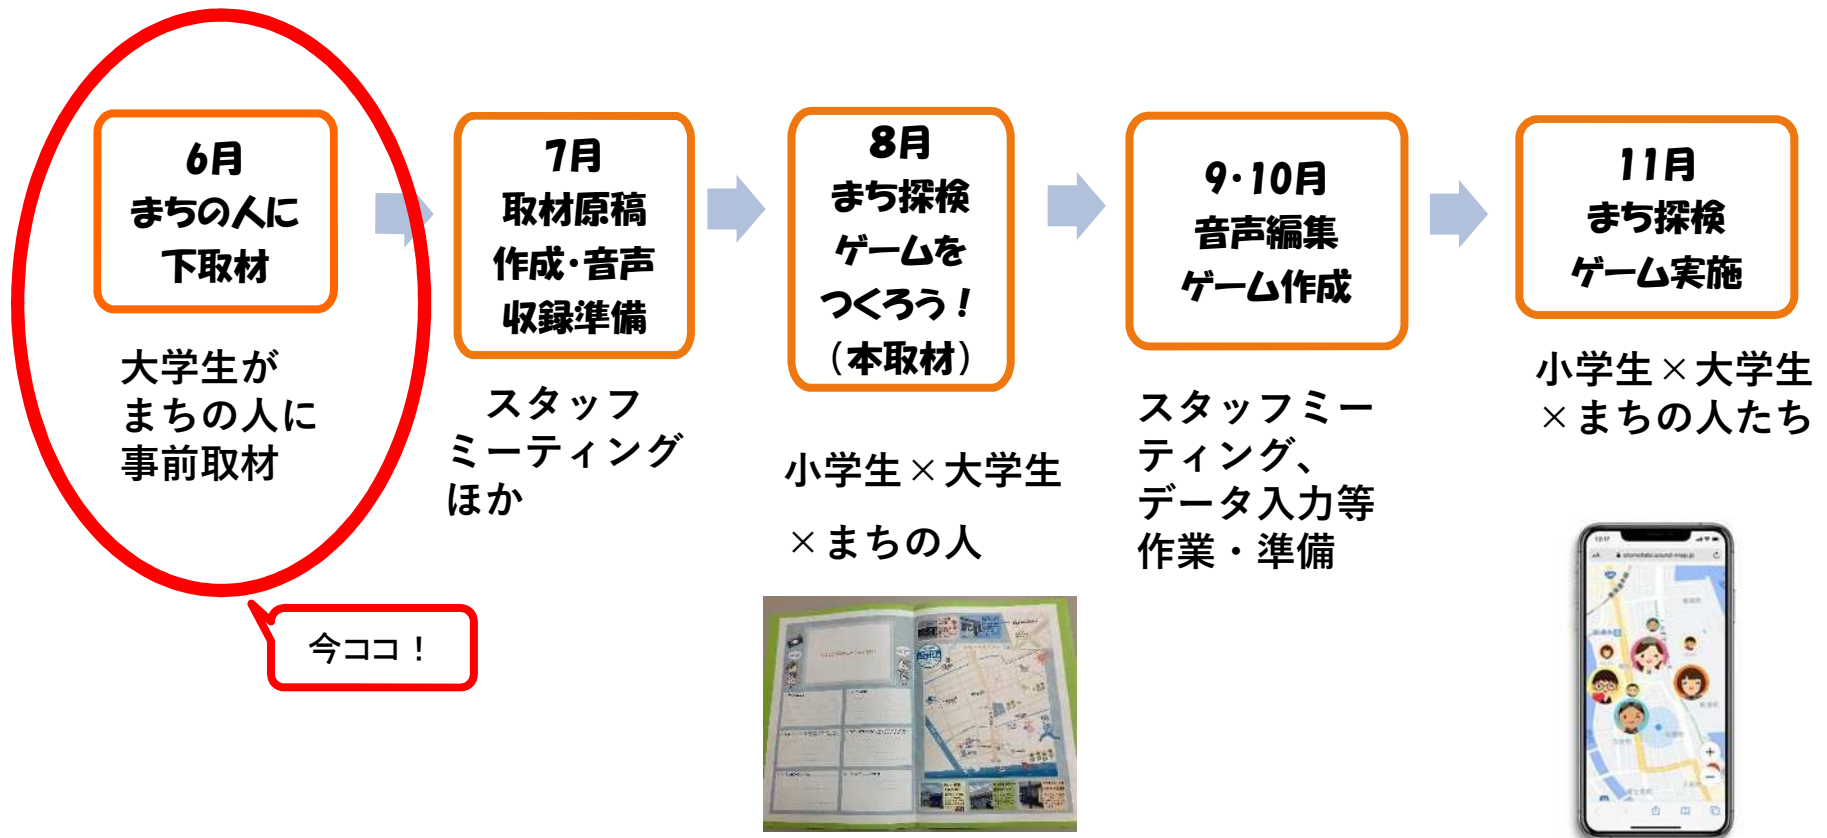 6月
まちの人に
下取材
大学生が
まちの人に
事前取材
今ココ！
7月
取材原稿
作成・音声
収録準備
スタッフ
ミーティング
ほか
8月
まち探検
ゲームを
つくろう！
（本取材）
小学生×大学生
×まちの人
9・10月
音声編集
ゲーム作成
スタッフミー
ティング、
データ入力等
作業・準備
11月
まち探検
ゲーム実施
小学生×大学生
×まちの人たち
12:17
otomotabi.sound-map.jp